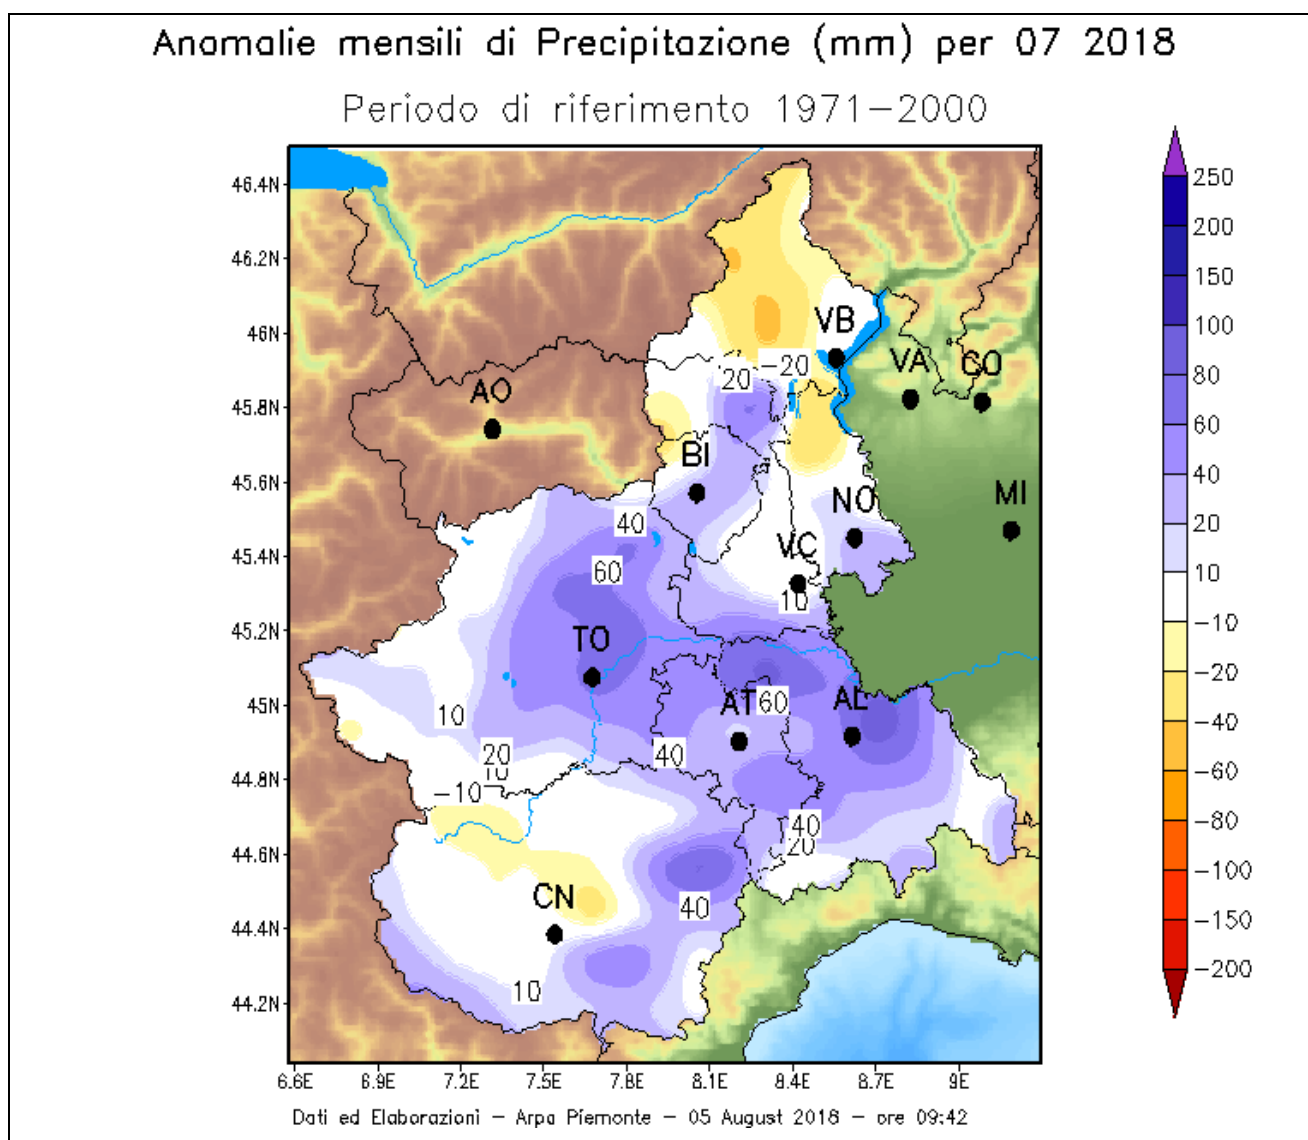 Anomalie mensili di Precipitazione (mm) per 07 2018
Periodo di riferimento 1971-2000
46.4N
46.2N
46N
45.8N
45.6N
45.4N
45.2N
45N
44.8N
44.6N
44.4N
44.2N
6.6E 6.9E 7.2E 7.5E 7.8E 8.1E 8.4E 8.7E 9E
VB
VA
CO
AO
20
-20
BI
40
NO
MI
60
VC
10
TO
AT
60
AL
10
20
10
40
-10
40
20
CN
40
10
250
200
150
100
80
60
40
20
10
-10
-20
-40
-60
-80
-100
-150
-200
Dati ed Elaborazioni - Arpa Piemonte - 05 August 2018 - ore 09:42